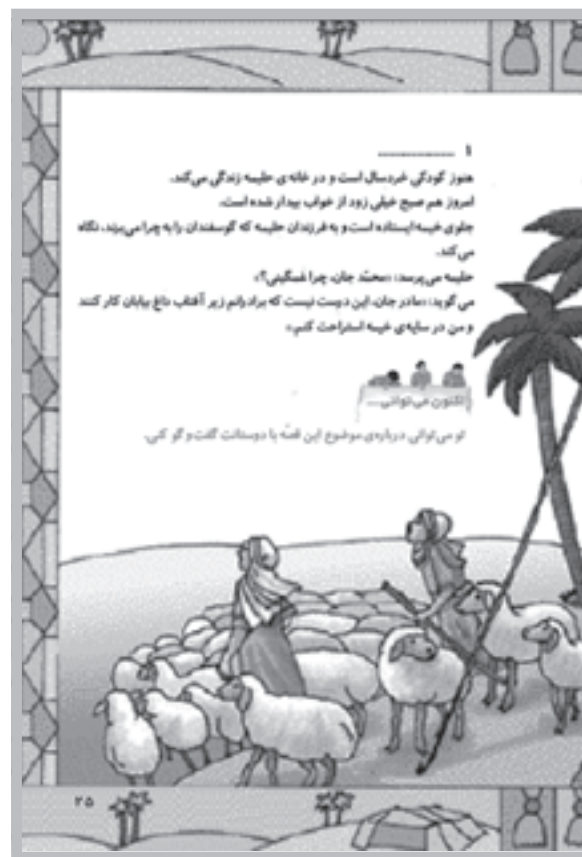 ۱ ..............
هنوز کودکی خردسال است و در خانه‌ی حلیمه زندگی می‌کند.
امروز هم صبح خیلی زود از خواب بیدار شده است.
جلوی خیمه ایستاده است و به فرزندان حلیمه که گوسفندان را به چرا می‌برند، نگاه
می‌کند.
حلیمه می‌پرسد: «محمّد جان، چرا غمگینی؟»
می گوید: «مادر جان، این درست نیست که برادرانم زیر آفتاب داغ بیابان کار کنند
و من در سایه‌ی خیمه استراحت کنم.»
اکنون می‌توانی....
تو می‌توانی درباره‌ی موضوع این قصّه با دوستانت گفت و گو کنی.
۲۵